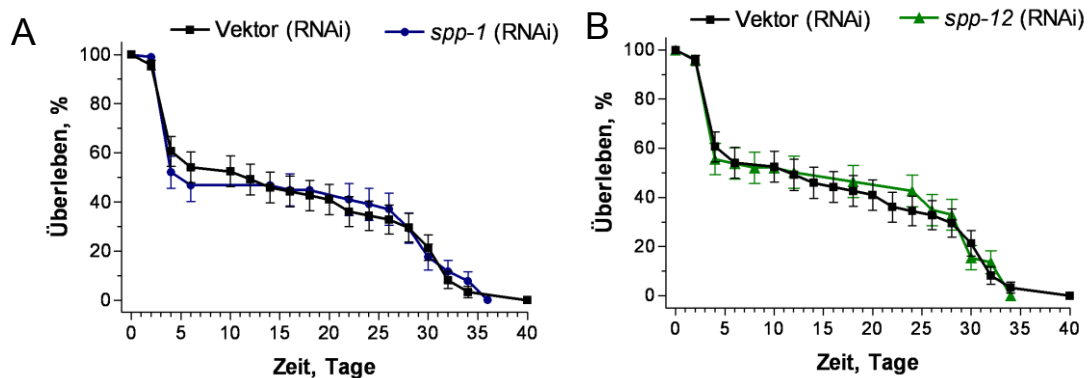 A
Vektor (RNAi) spp-1 (RNAi)
Überleben, %
100
80
60
40
20
0
0 5 10 15 20 25 30 35 40
Zeit, Tage
B
Vektor (RNAi) spp-12 (RNAi)
Überleben, %
100
80
60
40
20
0
0 5 10 15 20 25 30 35 40
Zeit, Tage